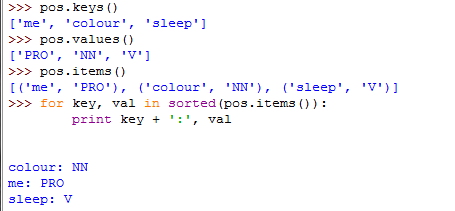 >>> pos.keys()
['me', 'colour', 'sleep']
>>> pos.values()
['PRO', 'NN', 'V']
>>> pos.items()
[('me', 'PRO'), ('colour', 'NN'), ('sleep', 'V')]
>>> for key, val in sorted(pos.items()):
        print key + ':', val
colour: NN
me: PRO
sleep: V